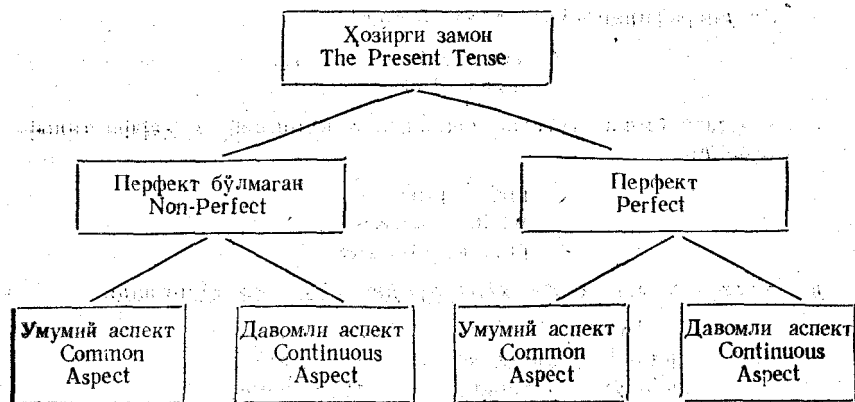 Ҳозирги замон
The Present Tense
Перфект бўлмаган
Non-Perfect
Перфект
Perfect
Умумий аспект
Common
Aspect
Давомли аспект
Continuous
Aspect
Умумий аспект
Common
Aspect
Давомли аспект
Continuous
Aspect